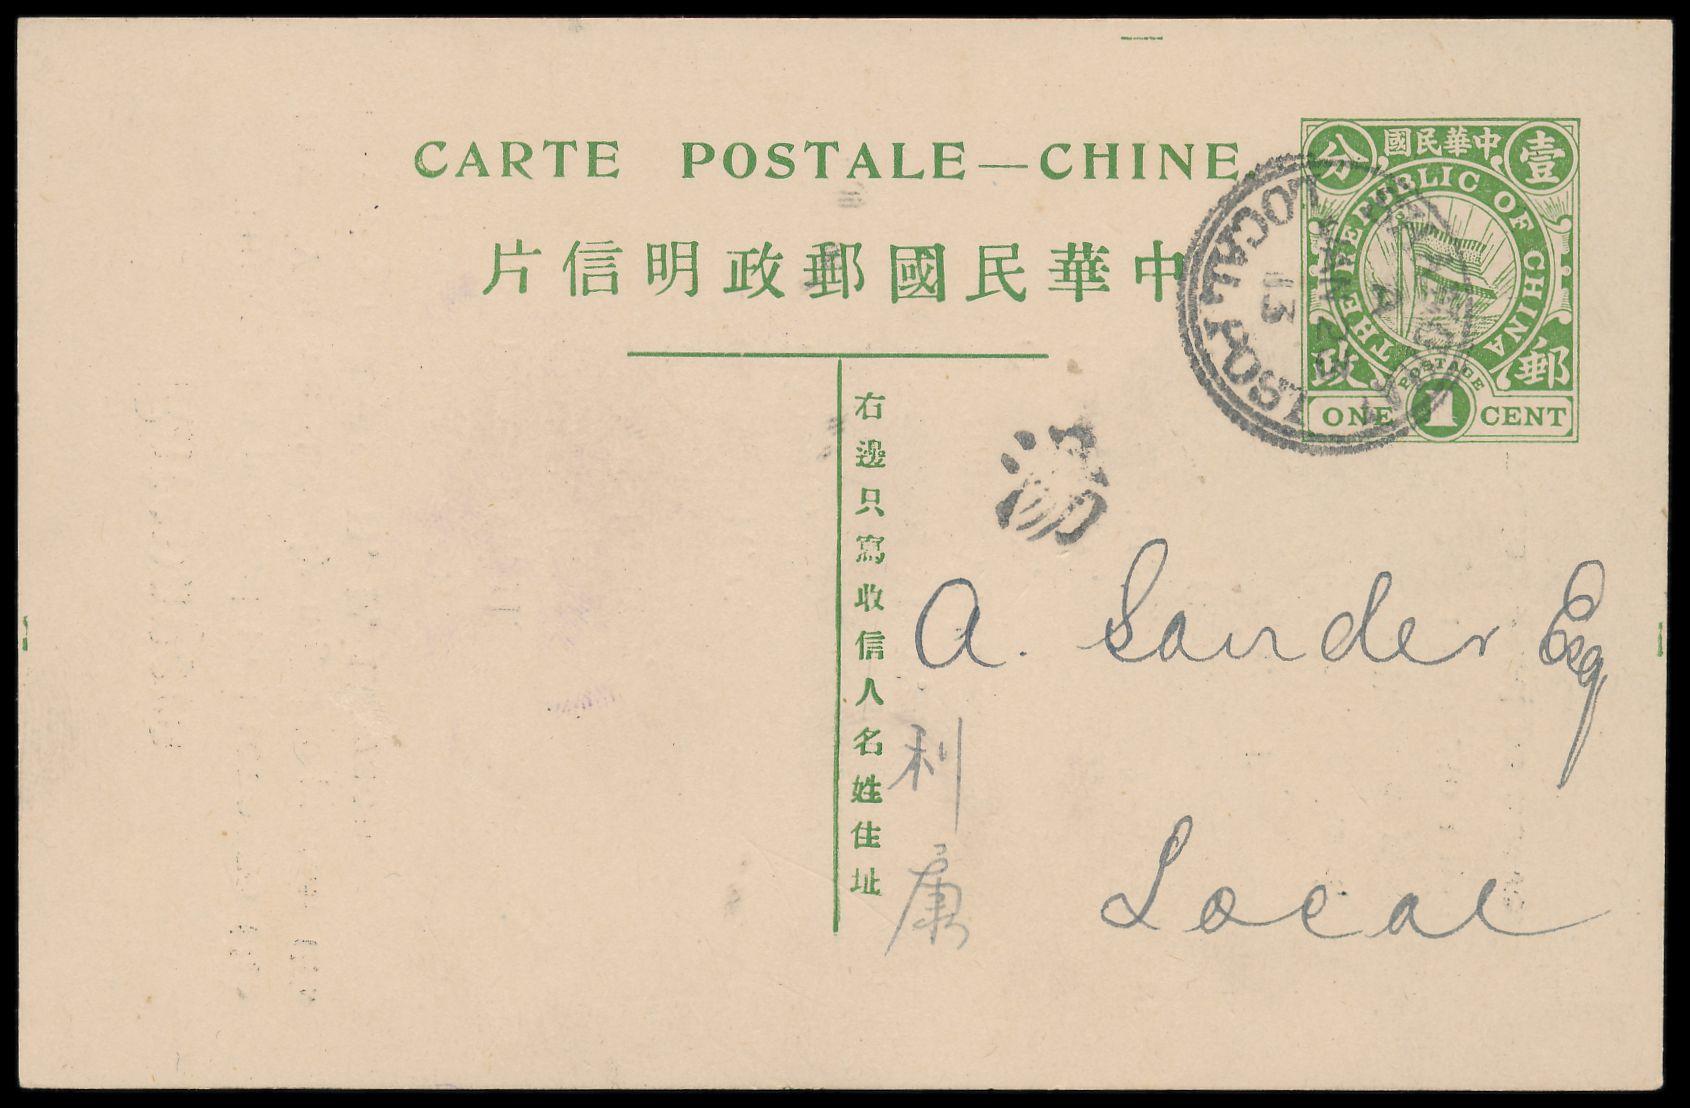 CARTE POSTALE—CHINE.
中華民國郵政明信片
右邊只寫收信人名姓住址
中華民國
壹
分
THE REPUBLIC OF CHINA
郵
政
POSTAGE
ONE 1 CENT
LOCAL POST
A
13
湯
A. Sander Esq
Local
利
康